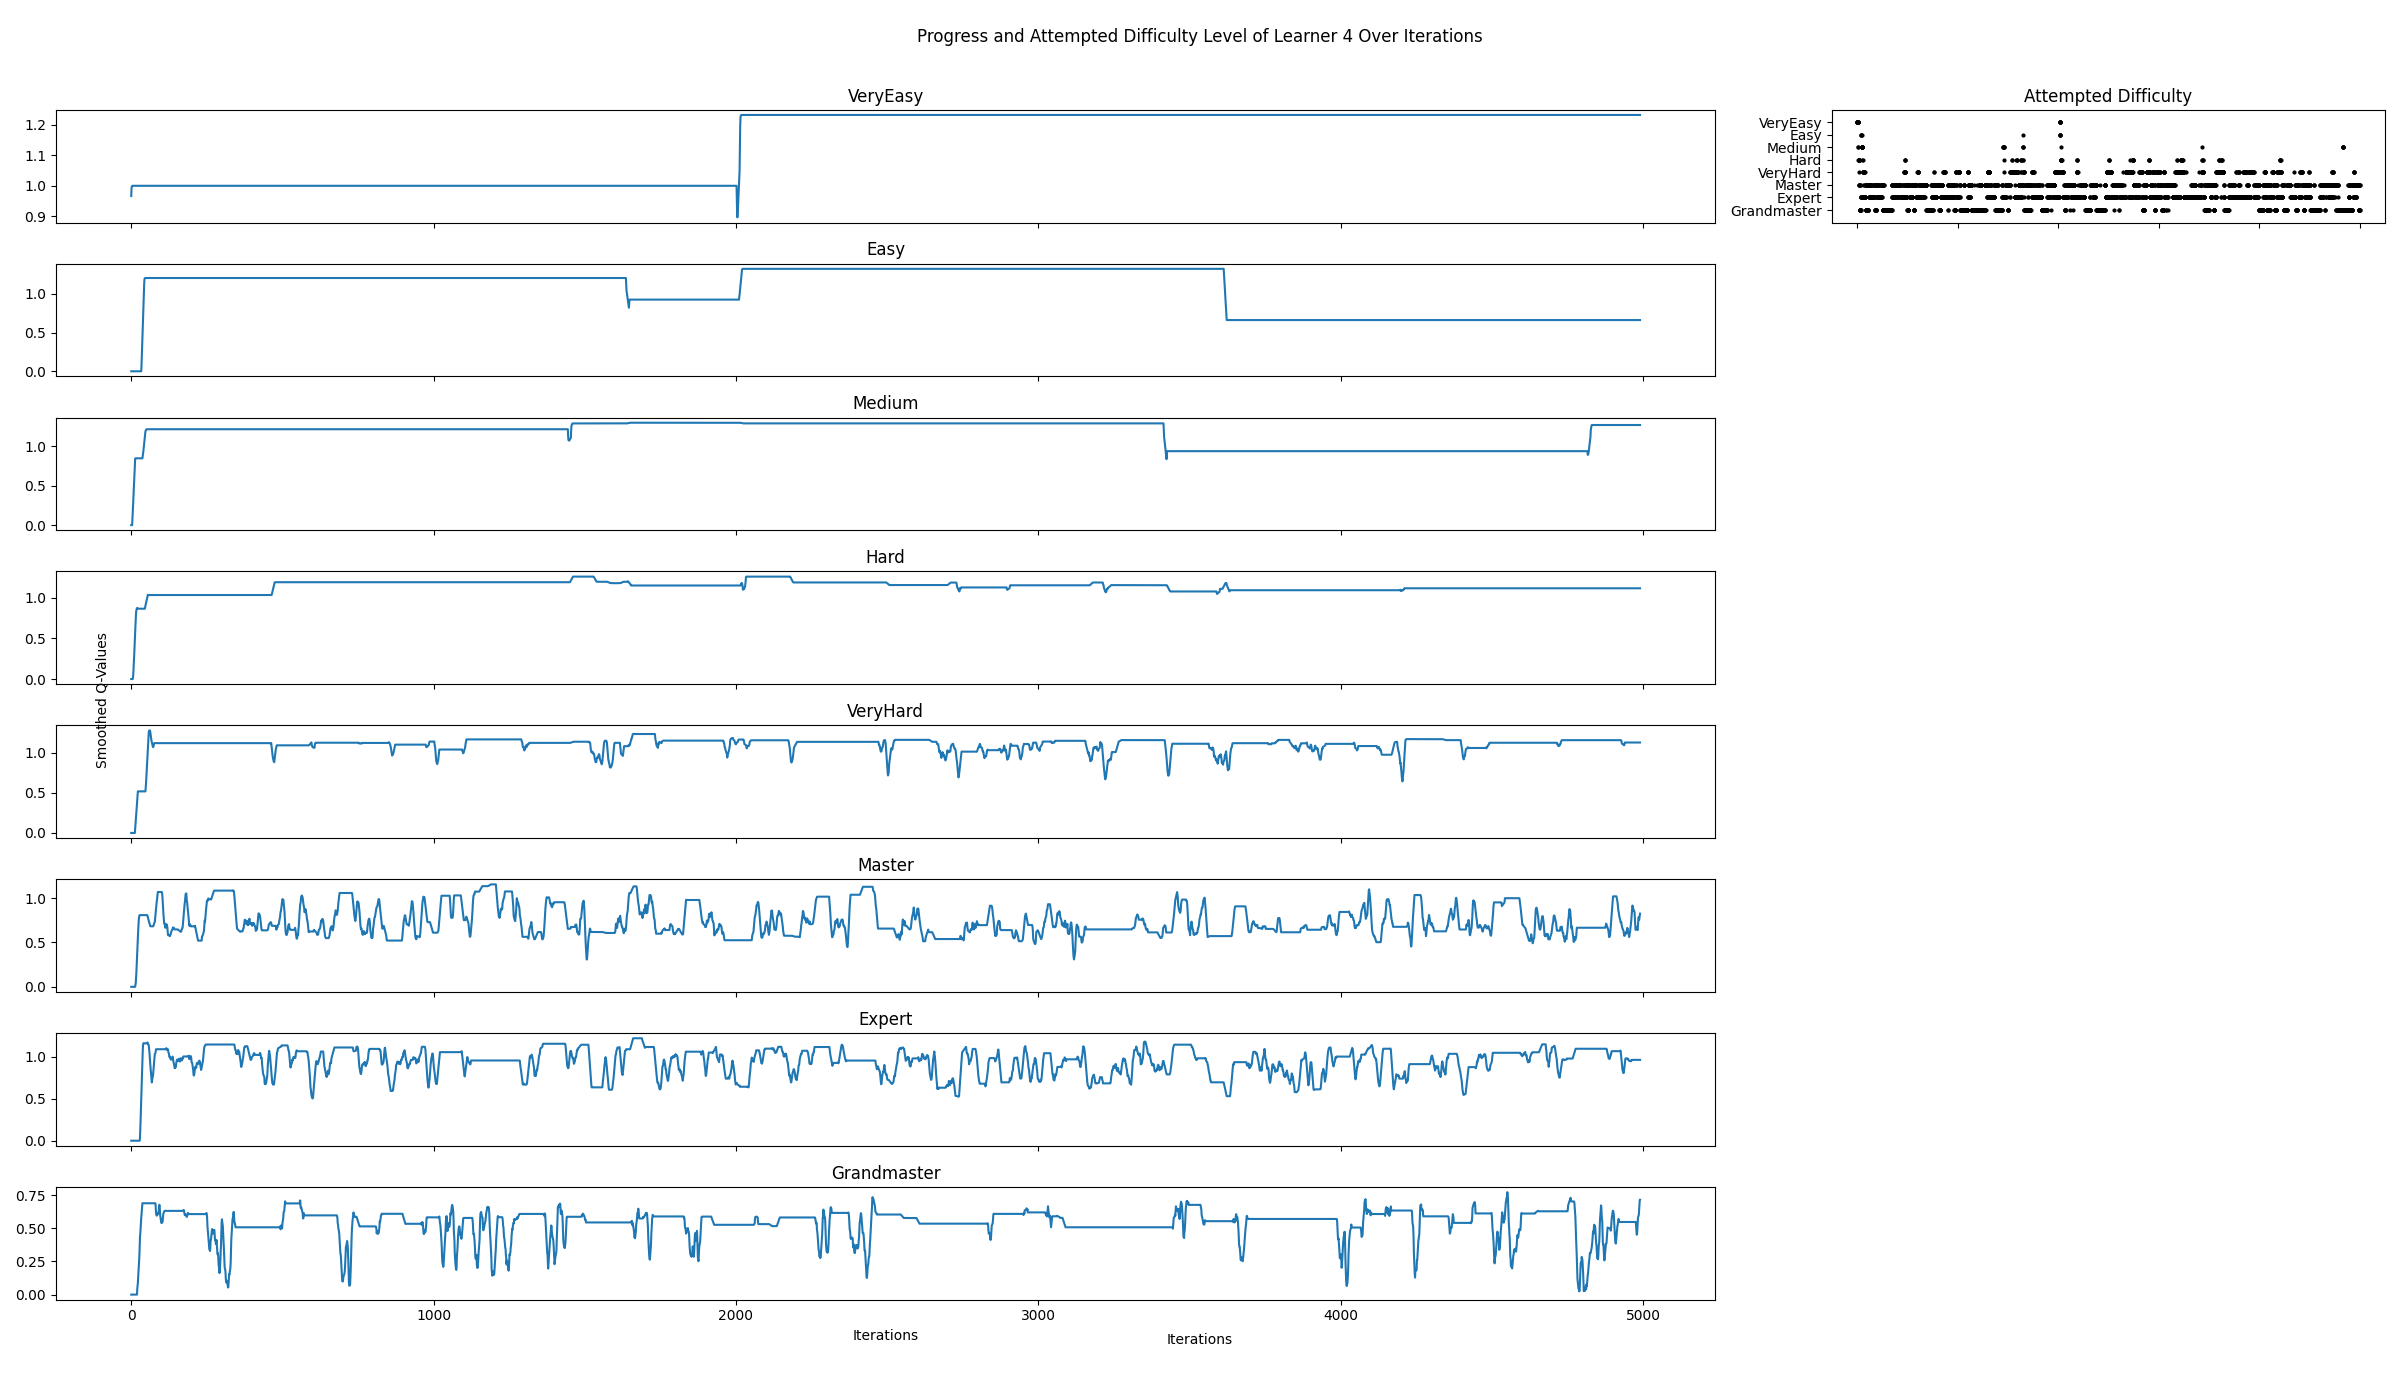 Progress and Attempted Difficulty Level of Learner 4 Over Iterations
VeryEasy
1.2
1.1
1.0
0.9
Attempted Difficulty
VeryEasy
Easy
Medium
Hard
VeryHard
Master
Expert
Grandmaster
Easy
1.0
0.5
0.0
Medium
1.0
0.5
0.0
Hard
1.0
0.5
0.0
Smoothed Q-Values
VeryHard
1.0
0.5
0.0
Master
1.0
0.5
0.0
Expert
1.0
0.5
0.0
Grandmaster
0.75
0.50
0.25
0.00
0 1000 2000 3000 4000 5000
Iterations
Iterations